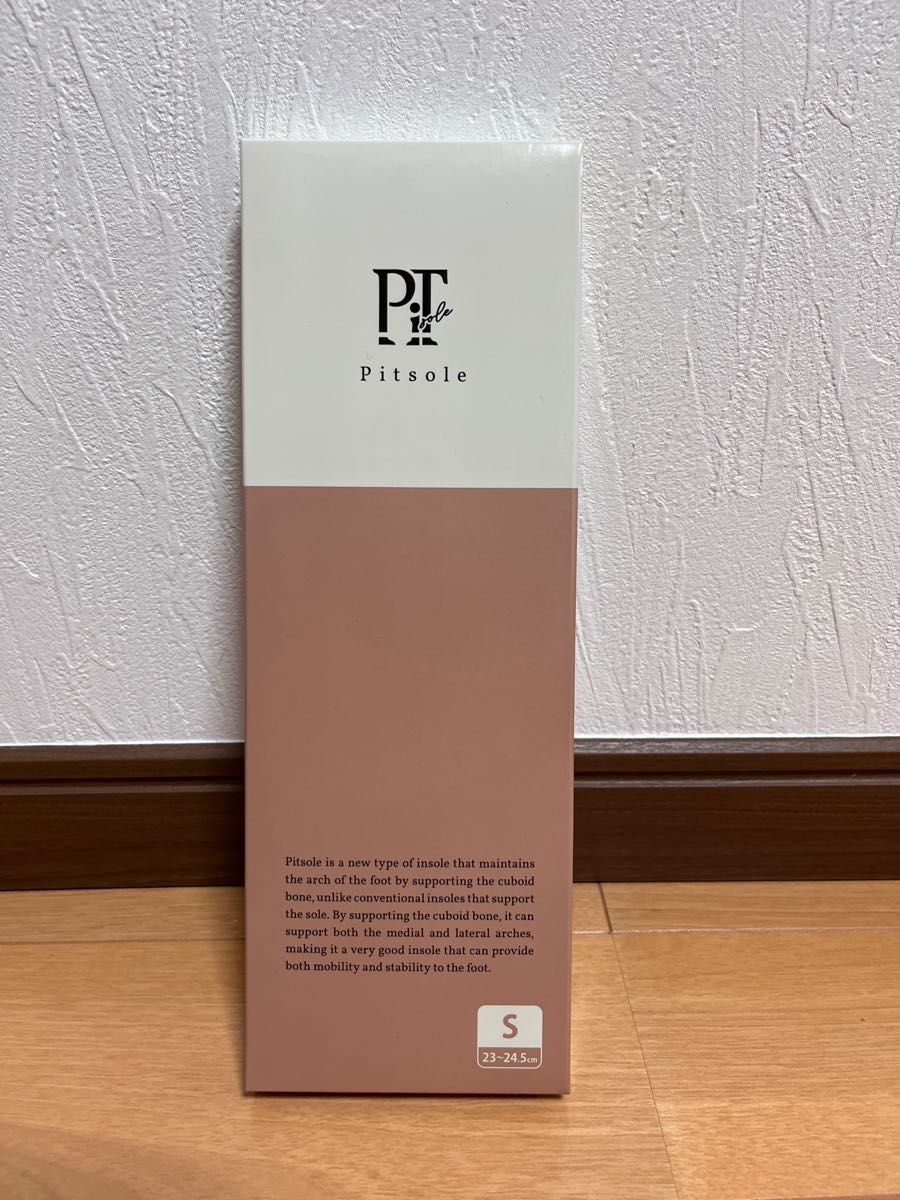 PiT
sole
Pitsole
Pitsole is a new type of insole that maintains
the arch of the foot by supporting the cuboid
bone, unlike conventional insoles that support
the sole. By supporting the cuboid bone, it can
support both the medial and lateral arches,
making it a very good insole that can provide
both mobility and stability to the foot.
S
23~24.5cm